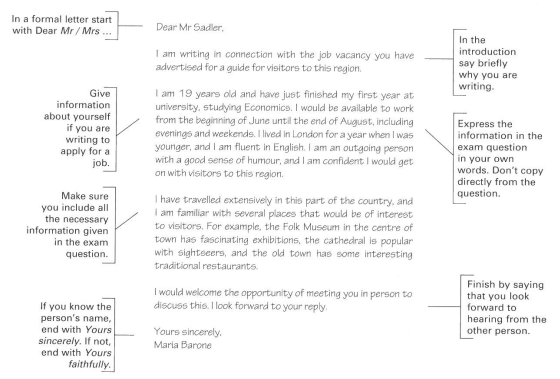 In a formal letter start
with Dear Mr / Mrs ...
Dear Mr Sadler,
I am writing in connection with the job vacancy you have
advertised for a guide for visitors to this region.
In the
introduction
say briefly
why you are
writing.
Give
information
about yourself
if you are
writing to
apply for a
job.
I am 19 years old and have just finished my first year at
university, studying Economics. I would be available to work
from the beginning of June until the end of August, including
evenings and weekends. I lived in London for a year when I was
younger, and I am fluent in English. I am an outgoing person
with a good sense of humour, and I am confident I would get
on with visitors to this region.
Express the
information in the
exam question
in your own
words. Don't copy
directly from the
question.
Make sure
you include all
the necessary
information given
in the exam
question.
I have travelled extensively in this part of the country, and
I am familiar with several places that would be of interest
to visitors. For example, the Folk Museum in the centre of
town has fascinating exhibitions, the cathedral is popular
with sightseers, and the old town has some interesting
traditional restaurants.
I would welcome the opportunity of meeting you in person to
discuss this. I look forward to your reply.
Finish by saying
that you look
forward to
hearing from the
other person.
If you know the
person's name,
end with Yours
sincerely. If not,
end with Yours
faithfully.
Yours sincerely,
Maria Barone